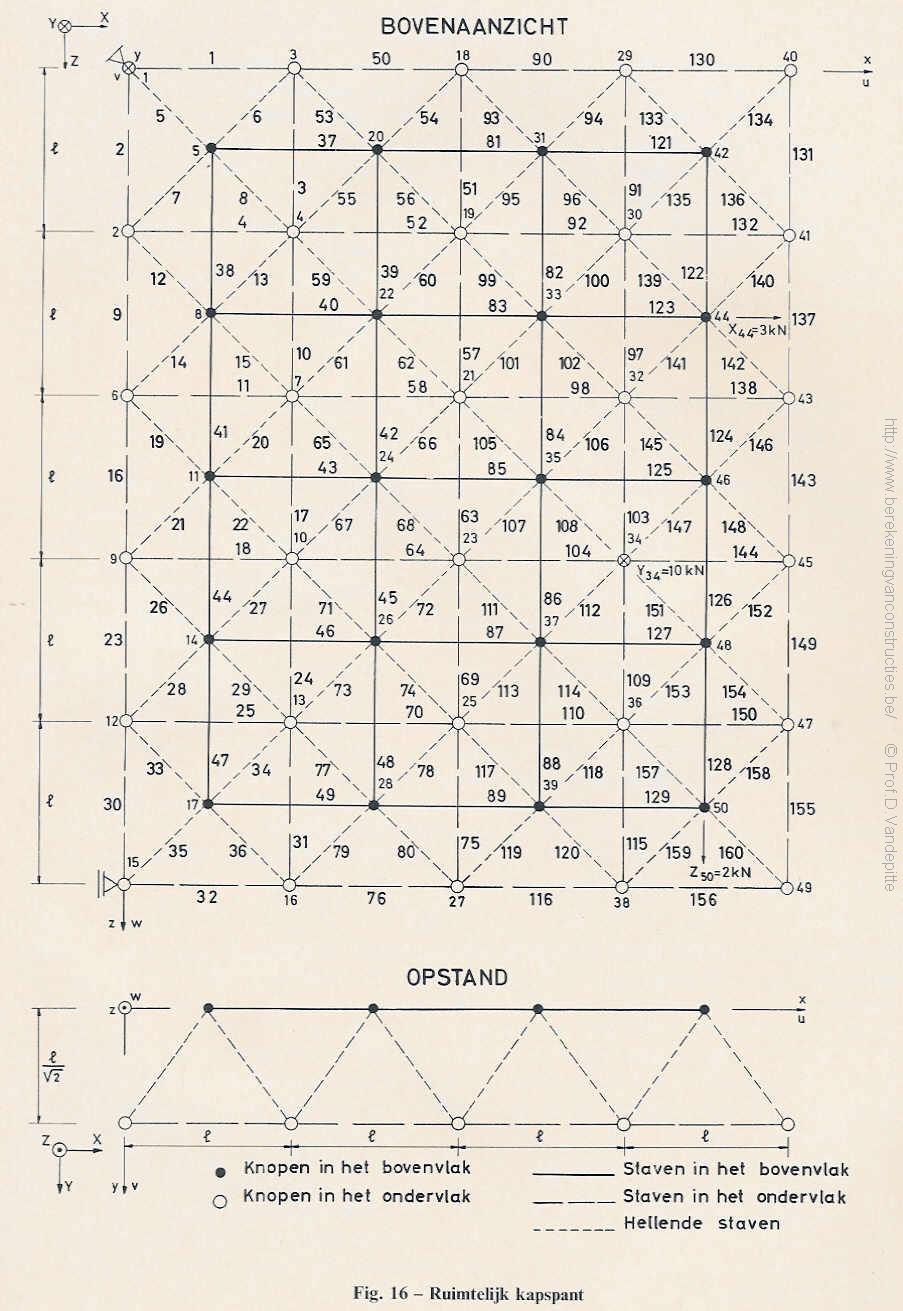 BOVENAANZICHT
Y X
Z
y 1 3 50 18 90 29 130 40 x
v 1 u
5 6 53 54 93 94 133 134
ℓ 2 5 37 20 81 31 121 42 131
3 51 91
7 8 55 56 95 96 135 136
2 4 4 52 19 92 30 132 41
12 38 13 59 39 60 99 82 100 139 122 140
ℓ 9 8 40 22 83 33 123 44 137
X44=3kN
14 15 10 61 62 57 101 102 97 141 142
6 11 7 58 21 98 32 138 43
19 41 20 65 42 66 105 84 106 145 124 146
ℓ 16 11 43 24 85 35 125 46 143
21 22 17 67 68 63 107 108 103 147 148
9 18 10 64 23 104 34 144 45
Y34=10kN
26 44 27 71 45 72 111 86 112 151 126 152
ℓ 23 14 46 26 87 37 127 48 149
28 29 24 73 74 69 113 114 109 153 154
12 25 13 70 25 110 36 150 47
33 47 34 77 48 78 117 88 118 157 128 158
ℓ 30 17 49 28 89 39 129 50 155
35 36 31 79 80 75 119 120 115 159 160
Z50=2kN
15 32 16 76 27 116 38 156 49
z w
OPSTAND
z w x
u
ℓ
√2
Z X ℓ ℓ ℓ ℓ
Y y v
Knopen in het bovenvlak
Knopen in het ondervlak
Staven in het bovenvlak
Staven in het ondervlak
Hellende staven
Fig. 16 – Ruimtelijk kapspant
http://www.berekeningvanconstructies.be/ © Prof.D.Vandepitte